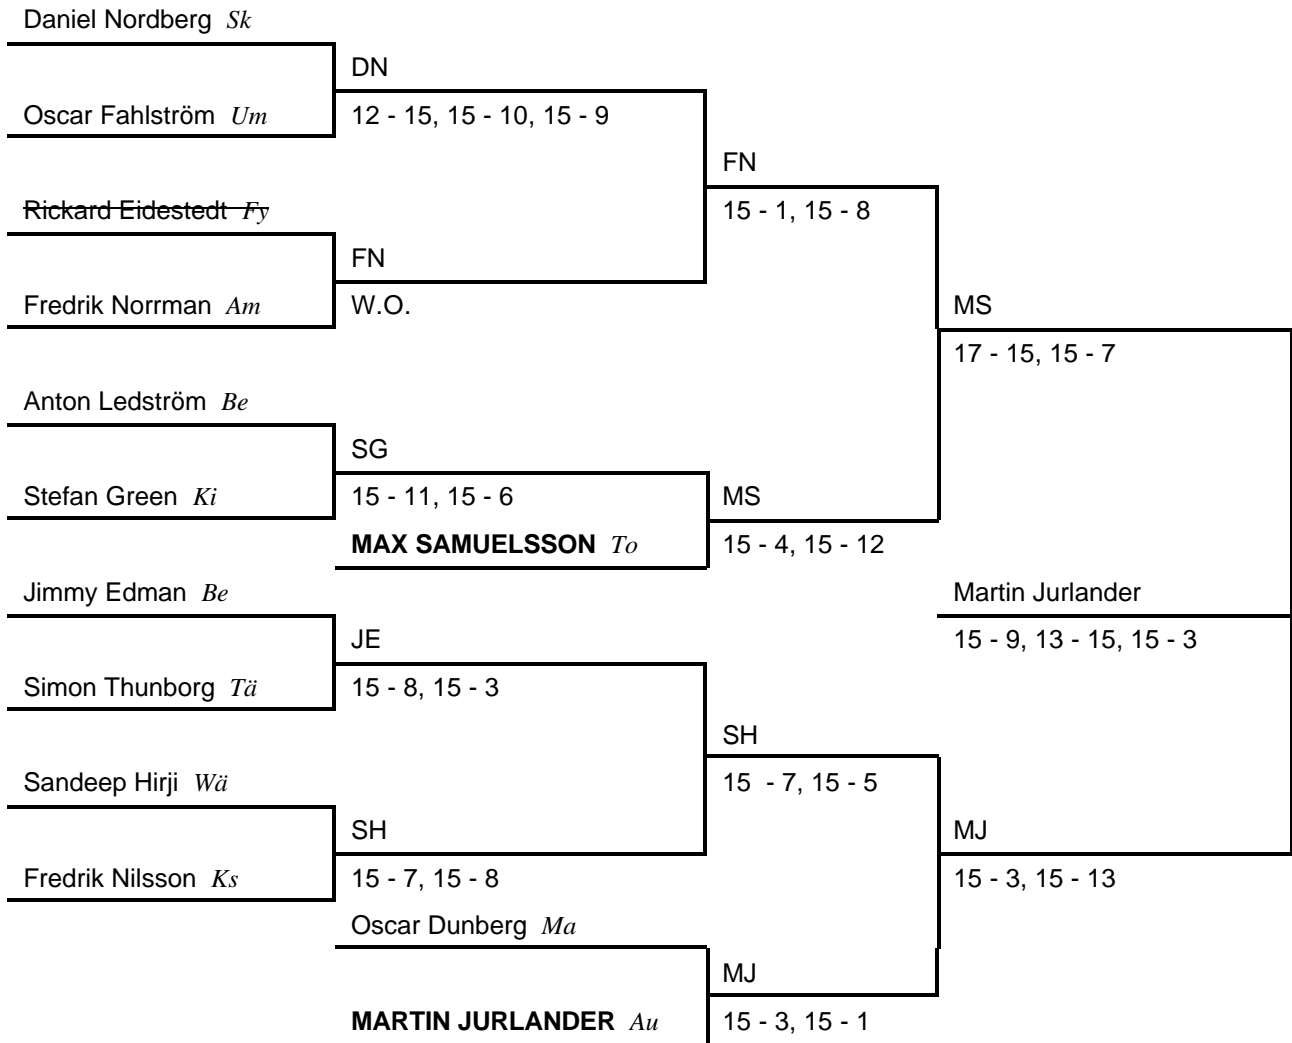 Daniel Nordberg Sk
DN
Oscar Fahlström Um
12 - 15, 15 - 10, 15 - 9
FN
Rickard Eidestedt Fy
15 - 1, 15 - 8
FN
Fredrik Norrman Am
W.O.
MS
17 - 15, 15 - 7
Anton Ledström Be
SG
Stefan Green Ki
15 - 11, 15 - 6
MS
MAX SAMUELSSON To
15 - 4, 15 - 12
Jimmy Edman Be
Martin Jurlander
JE
15 - 9, 13 - 15, 15 - 3
Simon Thunborg Tä
15 - 8, 15 - 3
SH
Sandeep Hirji Wä
15 - 7, 15 - 5
SH
MJ
Fredrik Nilsson Ks
15 - 7, 15 - 8
15 - 3, 15 - 13
Oscar Dunberg Ma
MJ
MARTIN JURLANDER Au
15 - 3, 15 - 1